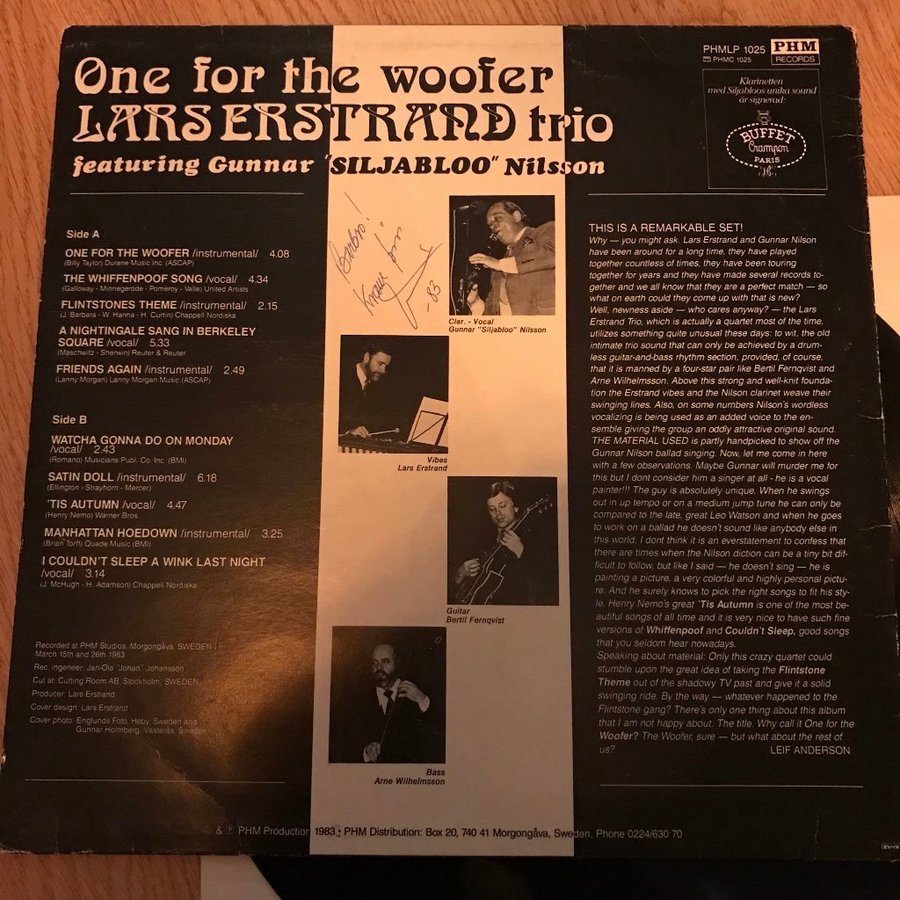 One for the woofer
LARS ERSTRAND trio
featuring Gunnar "SILJABLOO" Nilsson
PHMLP 1025
PHMC 1025
PHM
RECORDS
Klarinetten
med Siljabloos unika sound
är signerad:
BUFFET
Crampon
PARIS
Side A
ONE FOR THE WOOFER /instrumental/ 4.08
(Billy Taylor) Duane Music Inc. (ASCAP)
THE WHIFFENPOOF SONG /vocal/ 4.34
(Galloway - Minnegerode - Pomeroy - Valle) United Artists
FLINTSTONES THEME /instrumental/ 2.15
(J. Barbara - W. Hanna - H. Curtin) Chappell Nordiska
A NIGHTINGALE SANG IN BERKELEY
SQUARE /vocal/ 5.33
(Maschwitz - Sherwin) Reuter & Reuter
FRIENDS AGAIN /instrumental/ 2.49
(Lanny Morgan) Lanny Morgan Music (ASCAP)
Side B
WATCHA GONNA DO ON MONDAY
/vocal/ 2.43
(Romano) Musicians Publ. Co. Inc. (BMI)
SATIN DOLL /instrumental/ 6.18
(Ellington - Strayhorn - Mercer)
'TIS AUTUMN /vocal/ 4.47
(Henry Nemo) Warner Bros.
MANHATTAN HOEDOWN /instrumental/ 3.25
(Brian Torff) Quade Music (BMI)
I COULDN'T SLEEP A WINK LAST NIGHT
/vocal/ 3.14
(J. McHugh - H. Adamson) Chappell Nordiska
Recorded at PHM Studios, Morgongåva, SWEDEN
March 15th and 26th 1983
Rec. ingenieer: Jan-Ola "Johan" Johansson
Cut at: Cutting Room AB, Stockholm, SWEDEN
Producer: Lars Erstrand
Cover design: Lars Erstrand
Cover photo: Englunds Foto, Heby, Sweden and
Gunnar Holmberg, Västerås, Sweden
-83
Clar. - Vocal
Gunnar "Siljabloo" Nilsson
Vibes
Lars Erstrand
Guitar
Bertil Fernqvist
Bass
Arne Wilhelmsson
THIS IS A REMARKABLE SET!
Why — you might ask. Lars Erstrand and Gunnar Nilson
have been around for a long time, they have played
together countless of times, they have been touring
together for years and they have made several records to-
gether and we all know that they are a perfect match — so
what on earth could they come up with that is new?
Well, newness aside — who cares anyway? — the Lars
Erstrand Trio, which is actually a quartet most of the time,
utilizes something quite unusual these days: to wit, the old
intimate trio sound that can only be achieved by a drum-
less guitar-and-bass rhythm section, provided, of course,
that it is manned by a four-star pair like Bertil Fernqvist and
Arne Wilhelmsson. Above this strong and well-knit founda-
tion the Erstrand vibes and the Nilson clarinet weave their
swinging lines. Also, on some numbers Nilson's wordless
vocalizing is being used as an added voice to the en-
semble giving the group an oddly attractive original sound.
THE MATERIAL USED is partly handpicked to show off the
Gunnar Nilson ballad singing. Now, let me come in here
with a few observations. Maybe Gunnar will murder me for
this but I dont consider him a singer at all - he is a vocal
painter!!! The guy is absolutely unique. When he swings
out in up tempo or on a medium jump tune he can only be
compared to the late, great Leo Watson and when he goes
to work on a ballad he doesn't sound like anybody else in
this world. I dont think it is an everstatement to confess that
there are times when the Nilson diction can be a tiny bit dif-
ficult to follow, but like I said — he doesn't sing — he is
painting a picture, a very colorful and highly personal pictu-
re. And he surely knows to pick the right songs to fit his sty-
le. Henry Nemo's great 'Tis Autumn is one of the most be-
autiful songs of all time and it is very nice to have such fine
versions of Whiffenpoof and Couldn't Sleep, good songs
that you seldom hear nowadays.
Speaking about material: Only this crazy quartet could
stumble upon the great idea of taking the Flintstone
Theme out of the shadowy TV past and give it a solid
swinging ride. By the way — whatever happened to the
Flintstone gang? There's only one thing about this album
that I am not happy about. The title. Why call it One for the
Woofer? The Woofer, sure — but what about the rest of
us? LEIF ANDERSON
© & ℗ PHM Production 1983 • PHM Distribution: Box 20, 740 41 Morgongåva, Sweden. Phone 0224/630 70